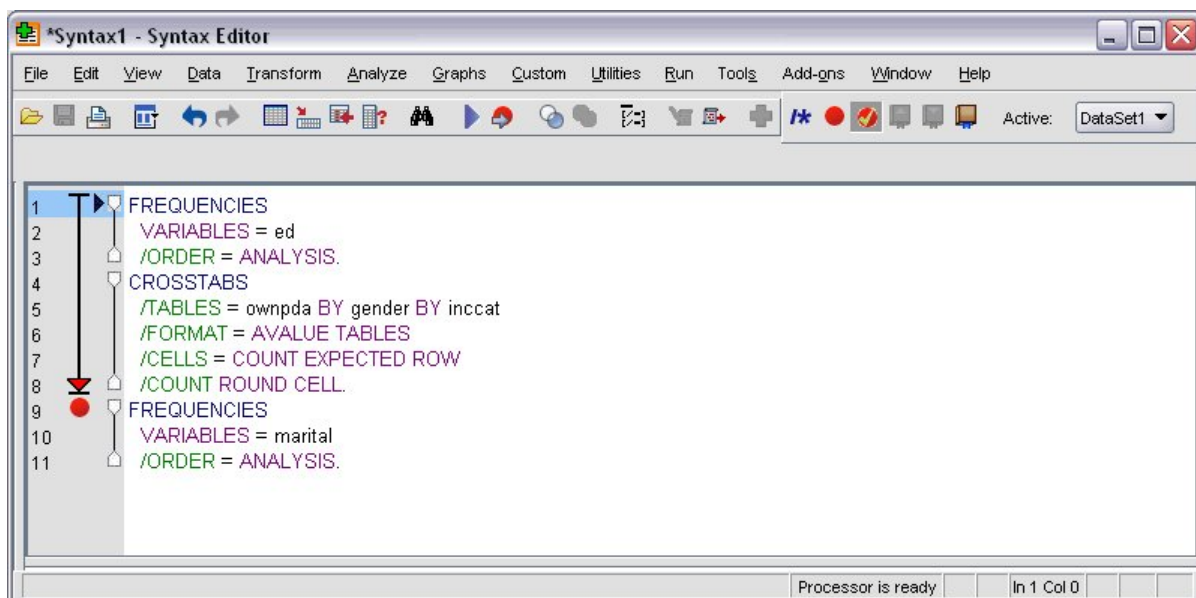 *Syntax1 - Syntax Editor
File Edit View Data Transform Analyze Graphs Custom Utilities Run Tools Add-ons Window Help
Active: DataSet1
1 FREQUENCIES
2 VARIABLES = ed
3 /ORDER = ANALYSIS.
4 CROSSTABS
5 /TABLES = ownpda BY gender BY inccat
6 /FORMAT = AVALUE TABLES
7 /CELLS = COUNT EXPECTED ROW
8 /COUNT ROUND CELL.
9 FREQUENCIES
10 VARIABLES = marital
11 /ORDER = ANALYSIS.
Processor is ready In 1 Col 0